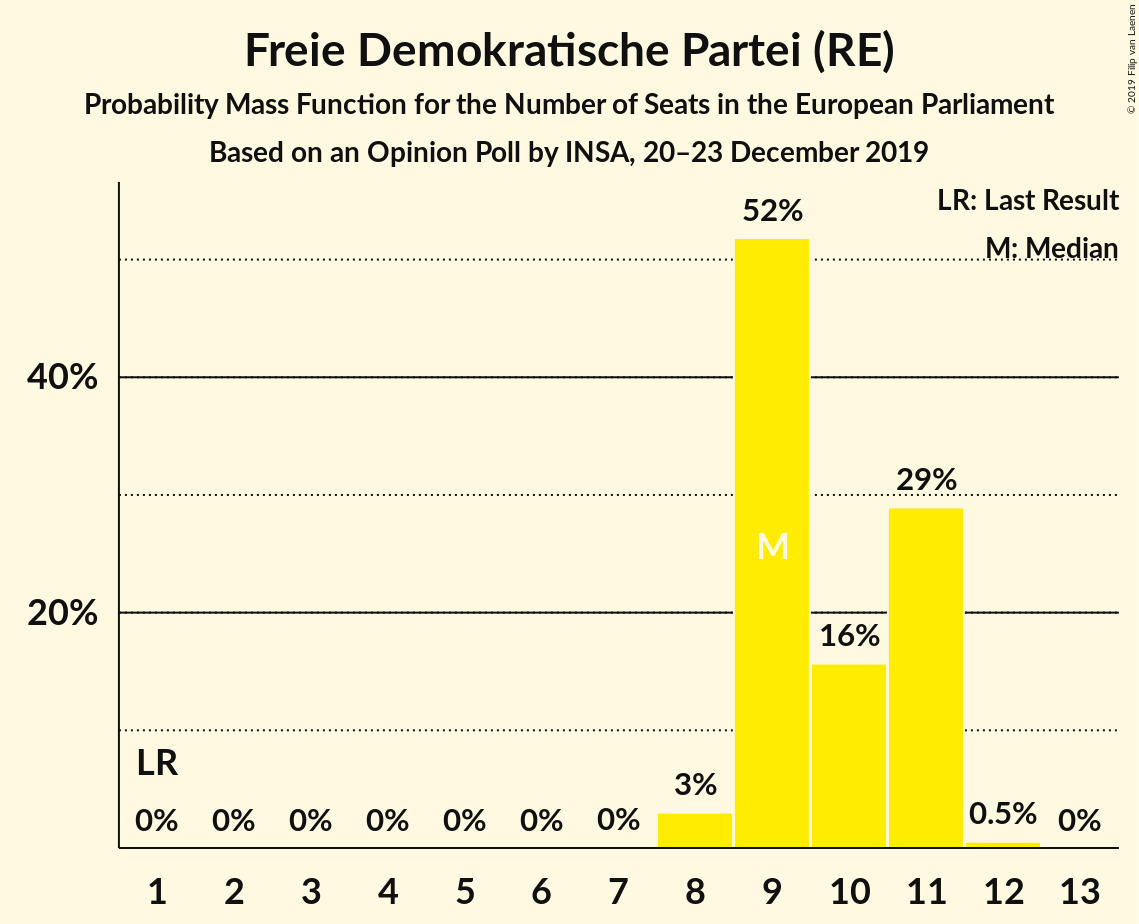 Freie Demokratische Partei (RE)
Probability Mass Function for the Number of Seats in the European Parliament
Based on an Opinion Poll by INSA, 20–23 December 2019
© 2019 Filip van Laenen
LR: Last Result
M: Median
52%
40%
29%
M
20%
16%
LR
3%
0% 0% 0% 0% 0% 0% 0% 0.5% 0%
1 2 3 4 5 6 7 8 9 10 11 12 13